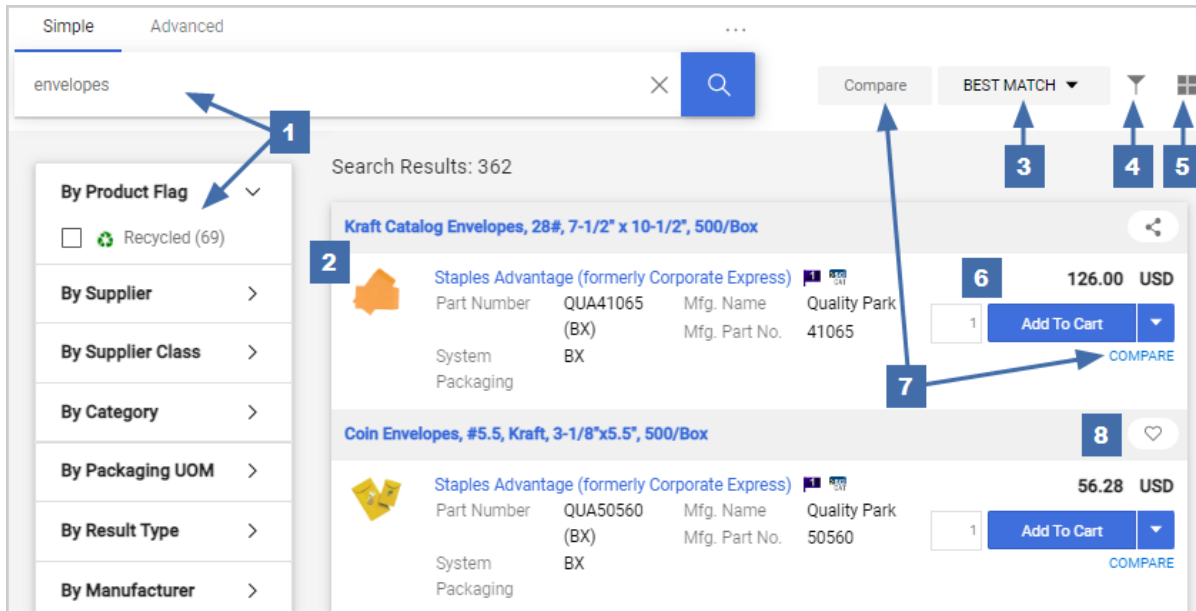 Simple Advanced ...
envelopes
Compare BEST MATCH
1
3 4 5
Search Results: 362
By Product Flag
Recycled (69)
By Supplier
By Supplier Class
By Category
By Packaging UOM
By Result Type
By Manufacturer
Kraft Catalog Envelopes, 28#, 7-1/2" x 10-1/2", 500/Box
2
Staples Advantage (formerly Corporate Express) 1
6
126.00 USD
Part Number QUA41065 Mfg. Name Quality Park
(BX) Mfg. Part No. 41065
1 Add To Cart
System BX
Packaging
COMPARE
7
Coin Envelopes, #5.5, Kraft, 3-1/8"x5.5", 500/Box
8
Staples Advantage (formerly Corporate Express) 1
56.28 USD
Part Number QUA50560 Mfg. Name Quality Park
(BX) Mfg. Part No. 50560
1 Add To Cart
System BX
Packaging
COMPARE